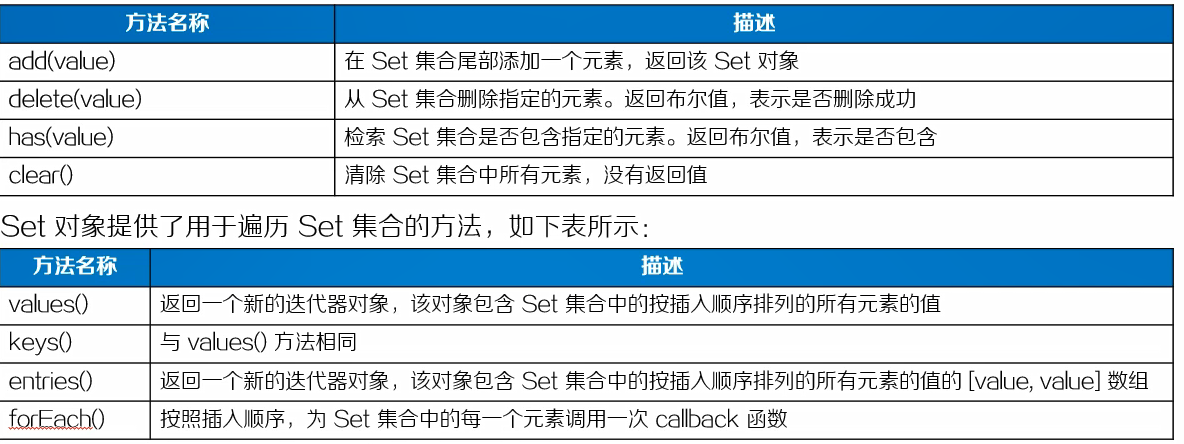 方法名称 描述
add(value) 在 Set 集合尾部添加一个元素，返回该 Set 对象
delete(value) 从 Set 集合删除指定的元素。返回布尔值，表示是否删除成功
has(value) 检索 Set 集合是否包含指定的元素。返回布尔值，表示是否包含
clear() 清除 Set 集合中所有元素，没有返回值
Set 对象提供了用于遍历 Set 集合的方法，如下表所示：
方法名称 描述
values() 返回一个新的迭代器对象，该对象包含 Set 集合中的按插入顺序排列的所有元素的值
keys() 与 values() 方法相同
entries() 返回一个新的迭代器对象，该对象包含 Set 集合中的按插入顺序排列的所有元素的值的 [value, value] 数组
forEach() 按照插入顺序，为 Set 集合中的每一个元素调用一次 callback 函数